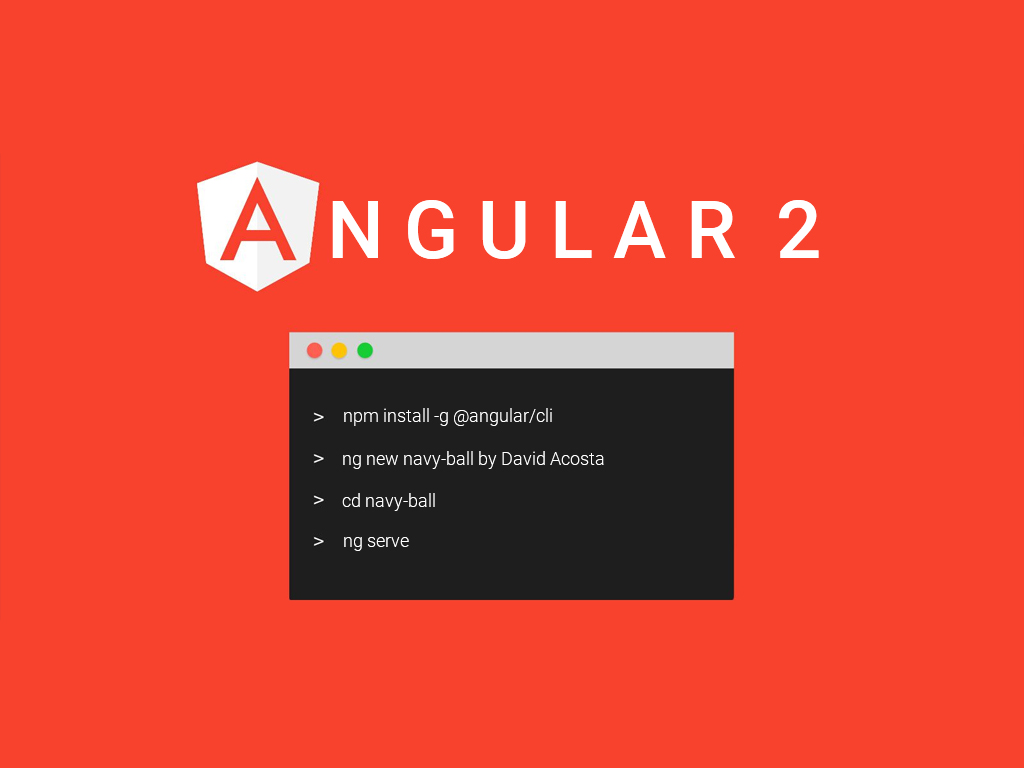 ANGULAR 2
> npm install -g @angular/cli
> ng new navy-ball by David Acosta
> cd navy-ball
> ng serve